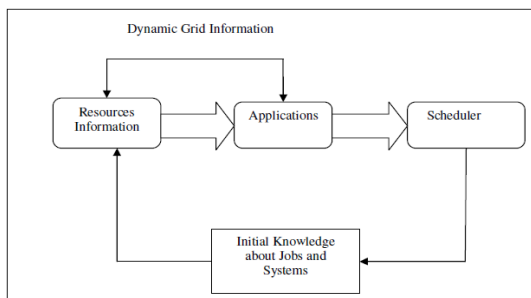 Dynamic Grid Information
Resources
Information
Applications
Scheduler
Initial Knowledge
about Jobs and
Systems